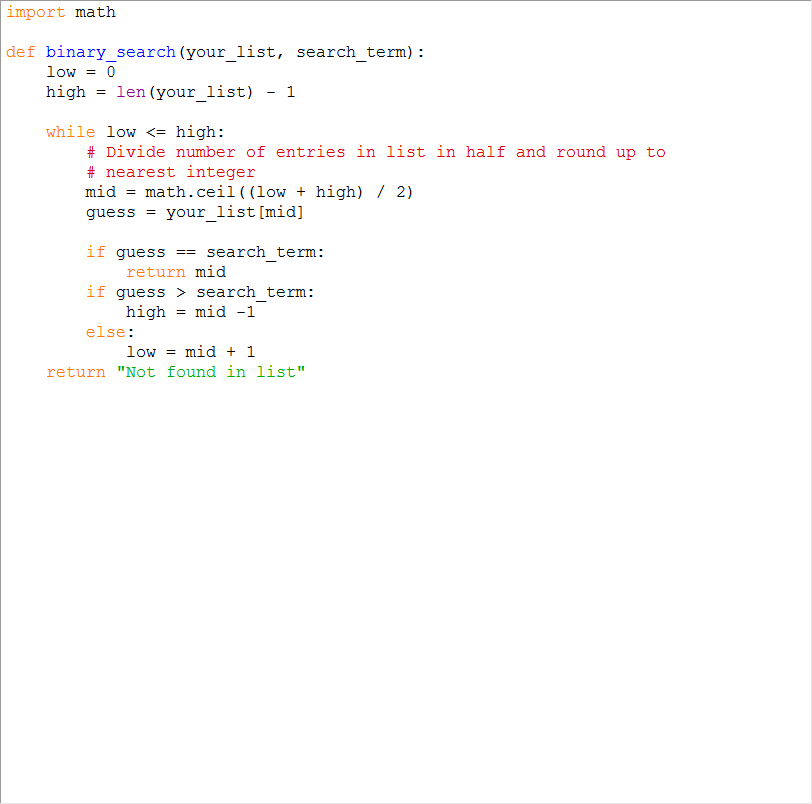 import math

def binary_search(your_list, search_term):
    low = 0
    high = len(your_list) - 1

    while low <= high:
        # Divide number of entries in list in half and round up to
        # nearest integer
        mid = math.ceil((low + high) / 2)
        guess = your_list[mid]

        if guess == search_term:
            return mid
        if guess > search_term:
            high = mid -1
        else:
            low = mid + 1
    return "Not found in list"